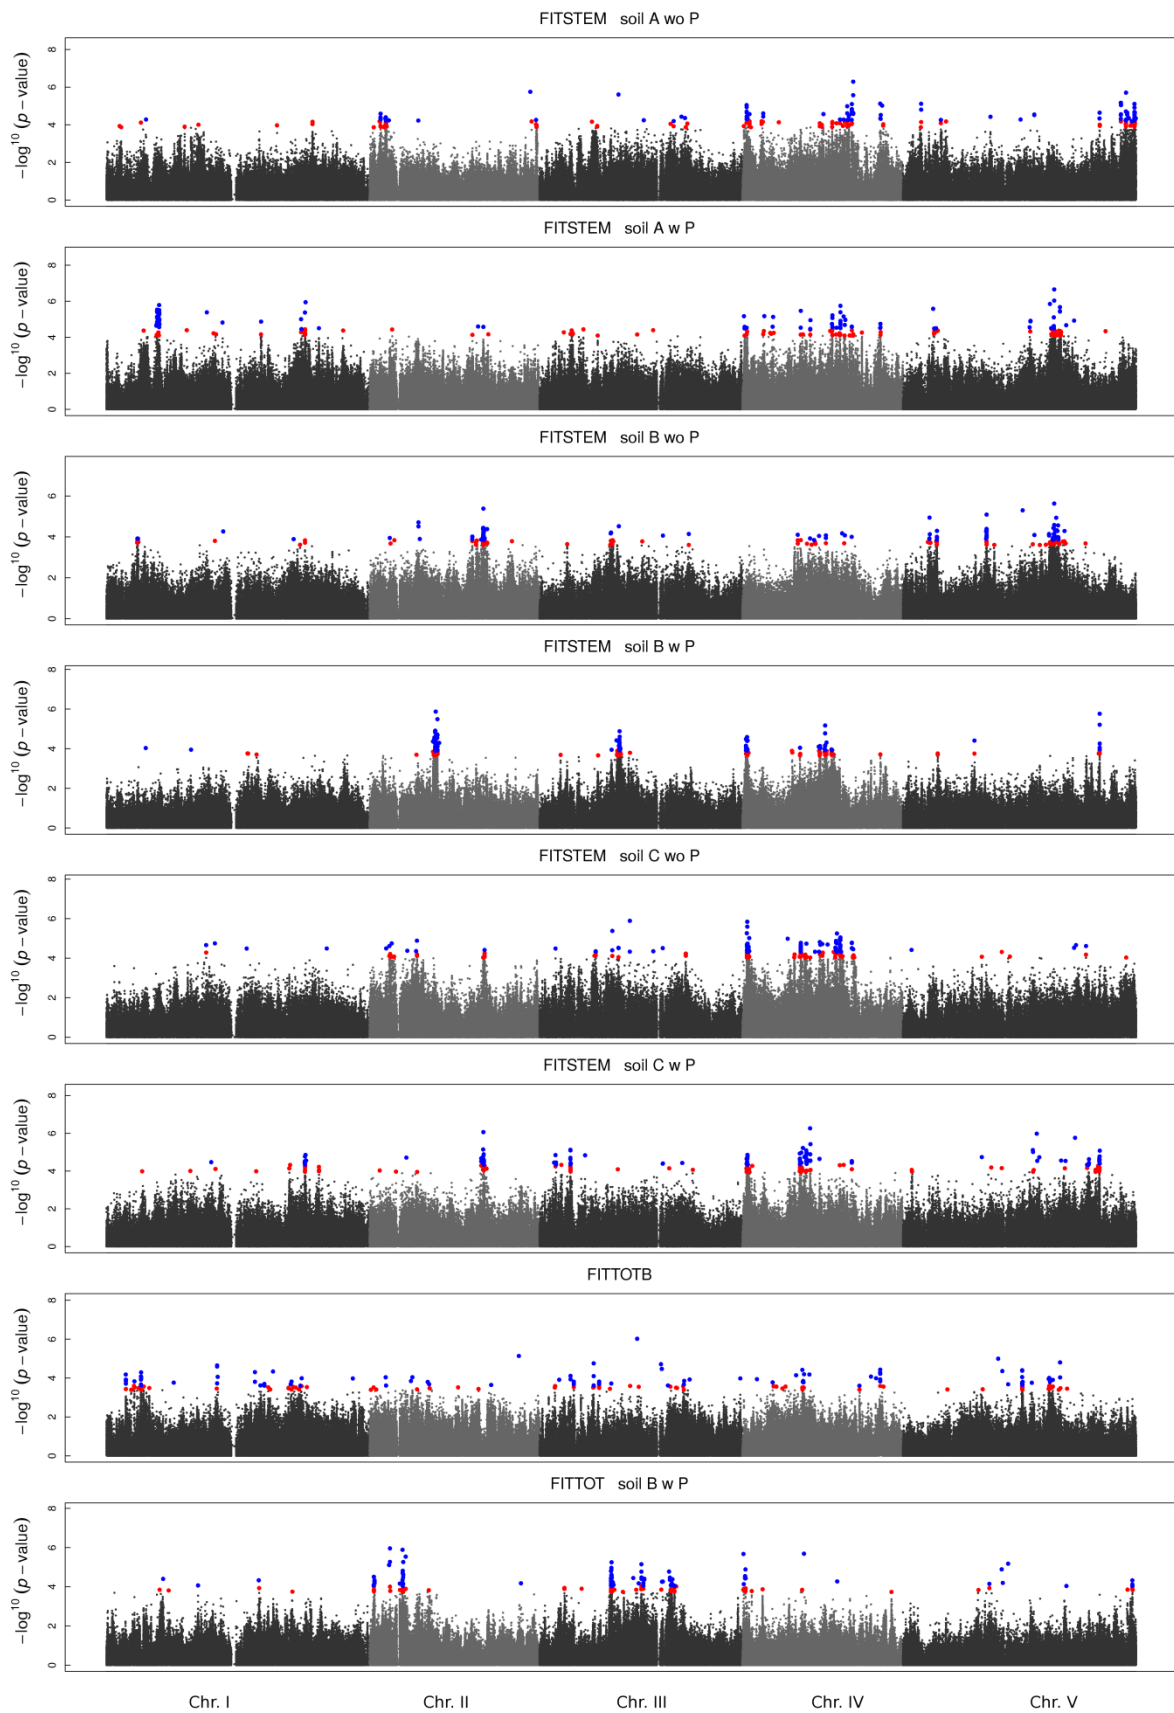 FITSTEM soil A wo P
−log¹⁰ (p − value)
8
6
4
2
0
FITSTEM soil A w P
−log¹⁰ (p − value)
8
6
4
2
0
FITSTEM soil B wo P
−log¹⁰ (p − value)
6
4
2
0
FITSTEM soil B w P
−log¹⁰ (p − value)
8
6
4
2
0
FITSTEM soil C wo P
−log¹⁰ (p − value)
8
6
4
2
0
FITSTEM soil C w P
−log¹⁰ (p − value)
8
6
4
2
0
FITTOTB
−log¹⁰ (p − value)
8
6
4
2
0
FITTOT soil B w P
−log¹⁰ (p − value)
8
6
4
2
0
Chr. I Chr. II Chr. III Chr. IV Chr. V